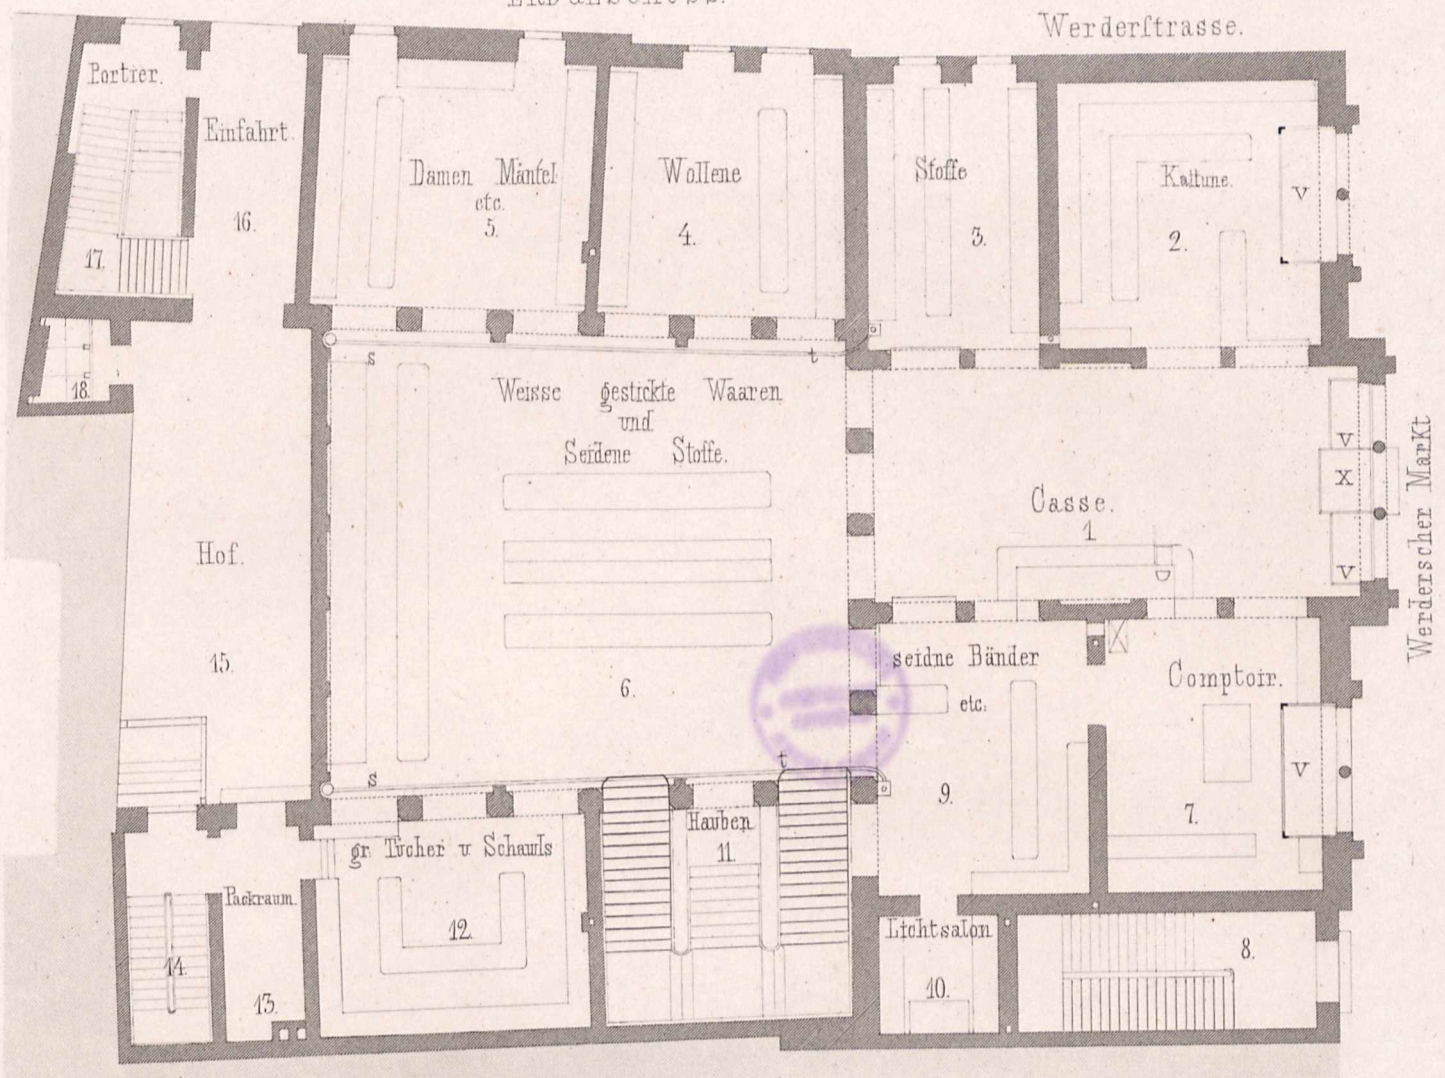 Werderstrasse.
Portier.
Einfahrt.
16.
17.
18.
Damen Mäntel
etc.
5.
Wollene
4.
Stoffe
3.
Kattune.
2.
V
s
t
Weisse gestickte Waaren
und
Seidene Stoffe.
6.
Casse.
1
V
X
V
Werderscher Markt
Hof.
15.
seidne Bänder
etc.
9.
Comptoir.
7.
V
s
t
gr. Tücher u Schawls
12.
Hauben
11.
Packraum.
13.
14.
Lichtsalon
10.
8.